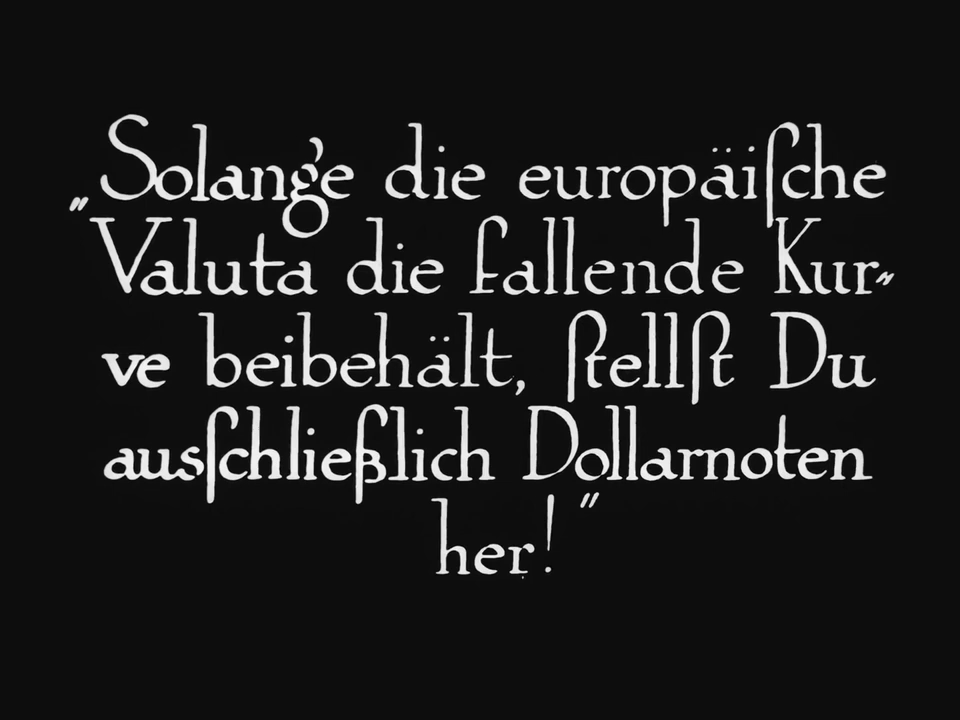 „Solange die europäiſche
Valuta die fallende Kur-
ve beibehält, ſtellſt Du
ausſchließlich Dollarnoten
her!"